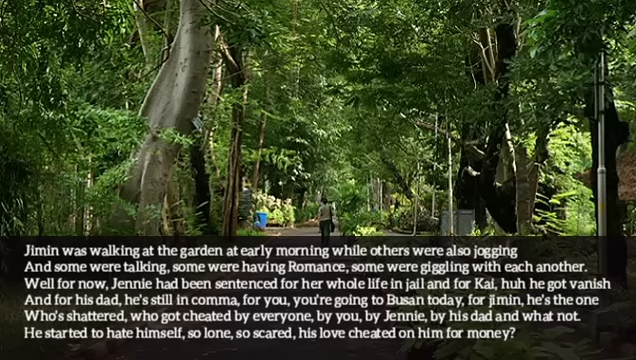 Jimin was walking at the garden at early morning while others were also jogging
And some were talking, some were having Romance, some were giggling with each another.
Well for now, Jennie had been sentenced for her whole life in jail and for Kai, huh he got vanish
And for his dad, he's still in comma, for you, you're going to Busan today, for jimin, he's the one
Who's shattered, who got cheated by everyone, by you, by Jennie, by his dad and what not.
He started to hate himself, so lone, so scared, his love cheated on him for money?